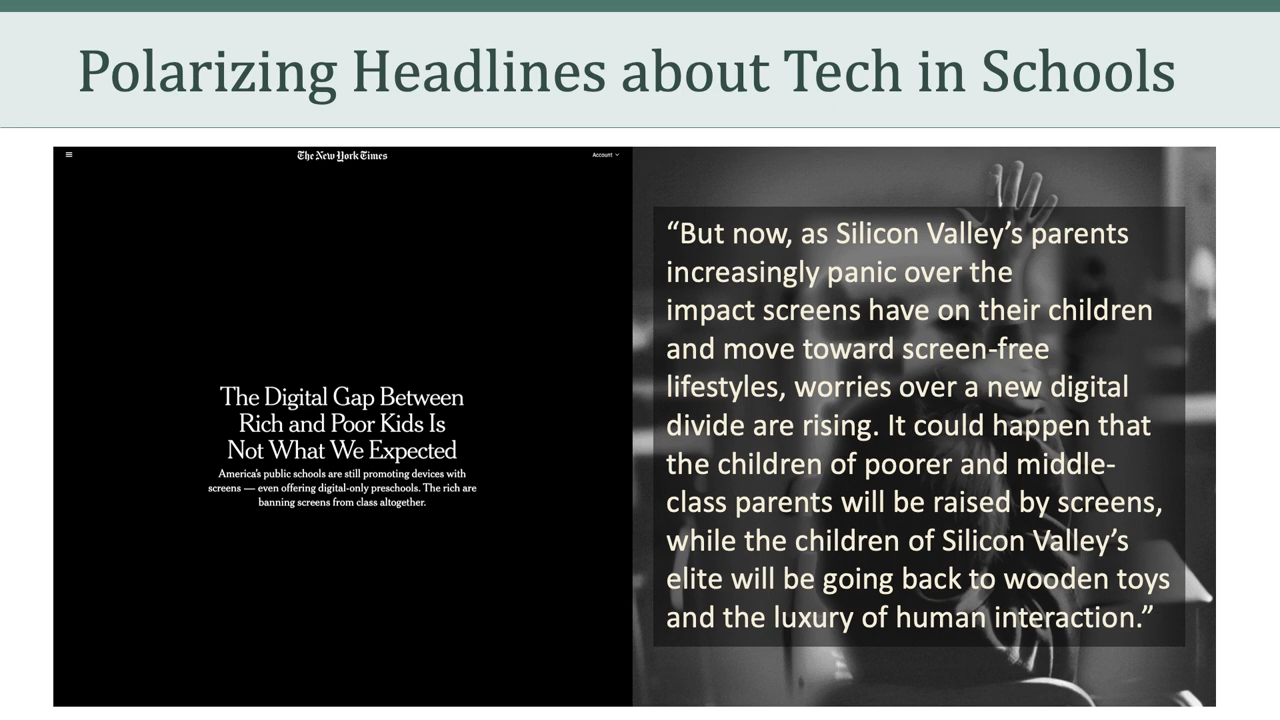 Polarizing Headlines about Tech in Schools
The New York Times
Account
The Digital Gap Between
Rich and Poor Kids Is
Not What We Expected
America’s public schools are still promoting devices with
screens — even offering digital-only preschools. The rich are
banning screens from class altogether.
“But now, as Silicon Valley’s parents
increasingly panic over the
impact screens have on their children
and move toward screen-free
lifestyles, worries over a new digital
divide are rising. It could happen that
the children of poorer and middle-
class parents will be raised by screens,
while the children of Silicon Valley’s
elite will be going back to wooden toys
and the luxury of human interaction.”